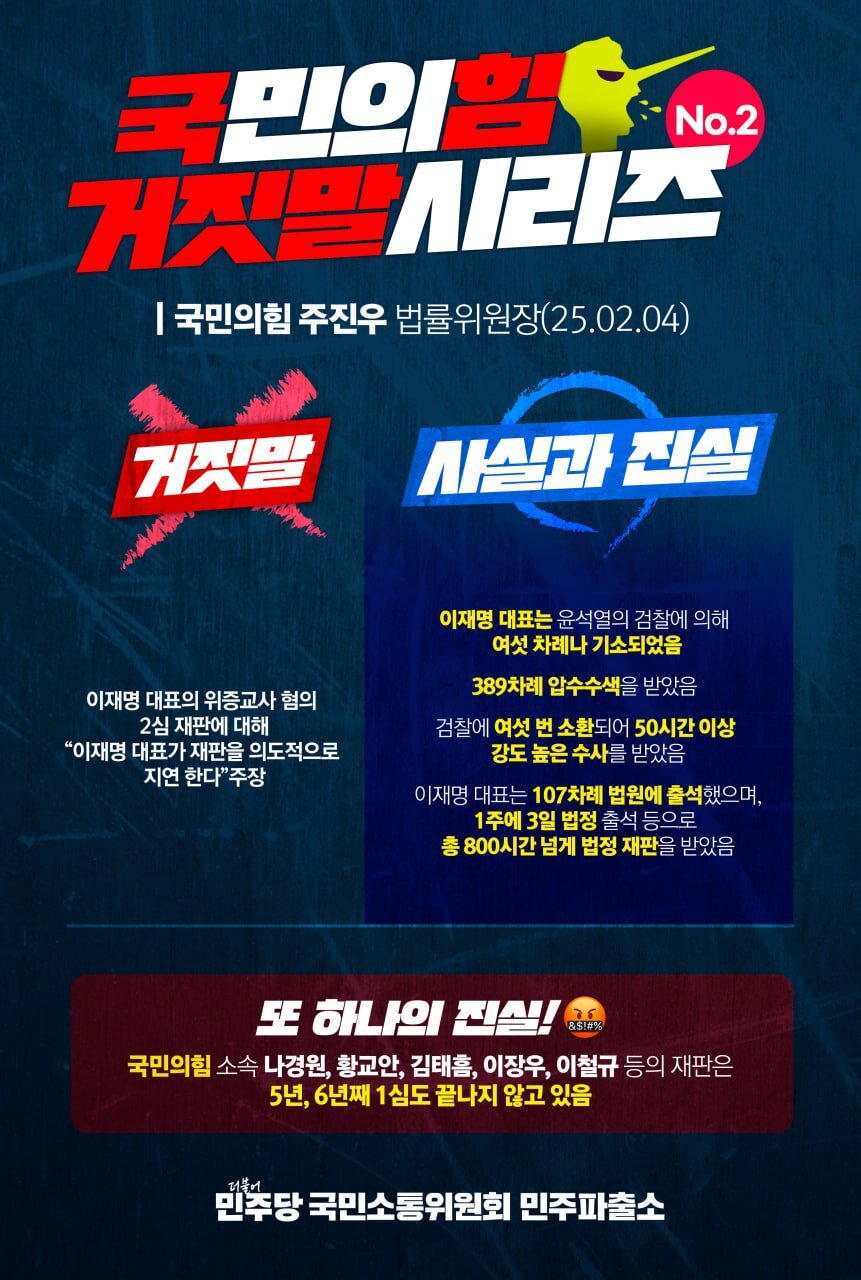 국민의힘
거짓말시리즈
No.2
국민의힘 주진우 법률위원장(25.02.04)
거짓말
이재명 대표의 위증교사 혐의
2심 재판에 대해
“이재명 대표가 재판을 의도적으로
지연 한다”주장
사실과 진실
이재명 대표는 윤석열의 검찰에 의해
여섯 차례나 기소되었음
389차례 압수수색을 받았음
검찰에 여섯 번 소환되어 50시간 이상
강도 높은 수사를 받았음
이재명 대표는 107차례 법원에 출석했으며,
1주에 3일 법정 출석 등으로
총 800시간 넘게 법정 재판을 받았음
또 하나의 진실!
&$!#%
국민의힘 소속 나경원, 황교안, 김태흠, 이장우, 이철규 등의 재판은
5년, 6년째 1심도 끝나지 않고 있음
더불어
민주당 국민소통위원회 민주파출소